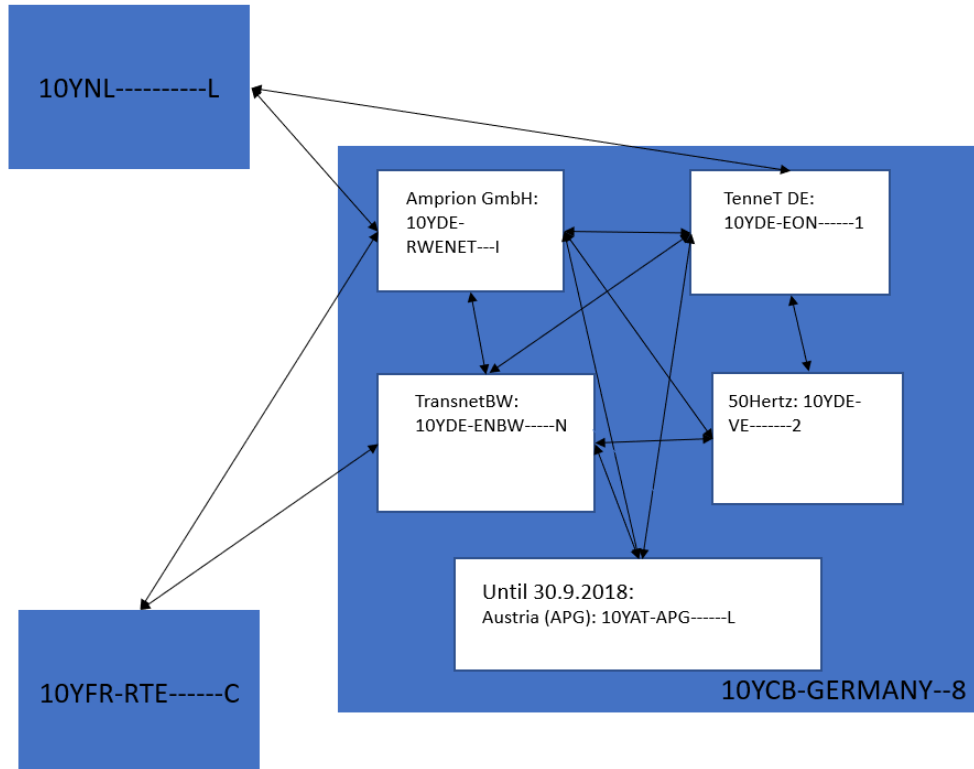 10YNL----------L
Amprion GmbH:
10YDE-
RWENET---I
TenneT DE:
10YDE-EON------1
TransnetBW:
10YDE-ENBW-----N
50Hertz: 10YDE-
VE-------2
Until 30.9.2018:
Austria (APG): 10YAT-APG------L
10YFR-RTE------C
10YCB-GERMANY--8